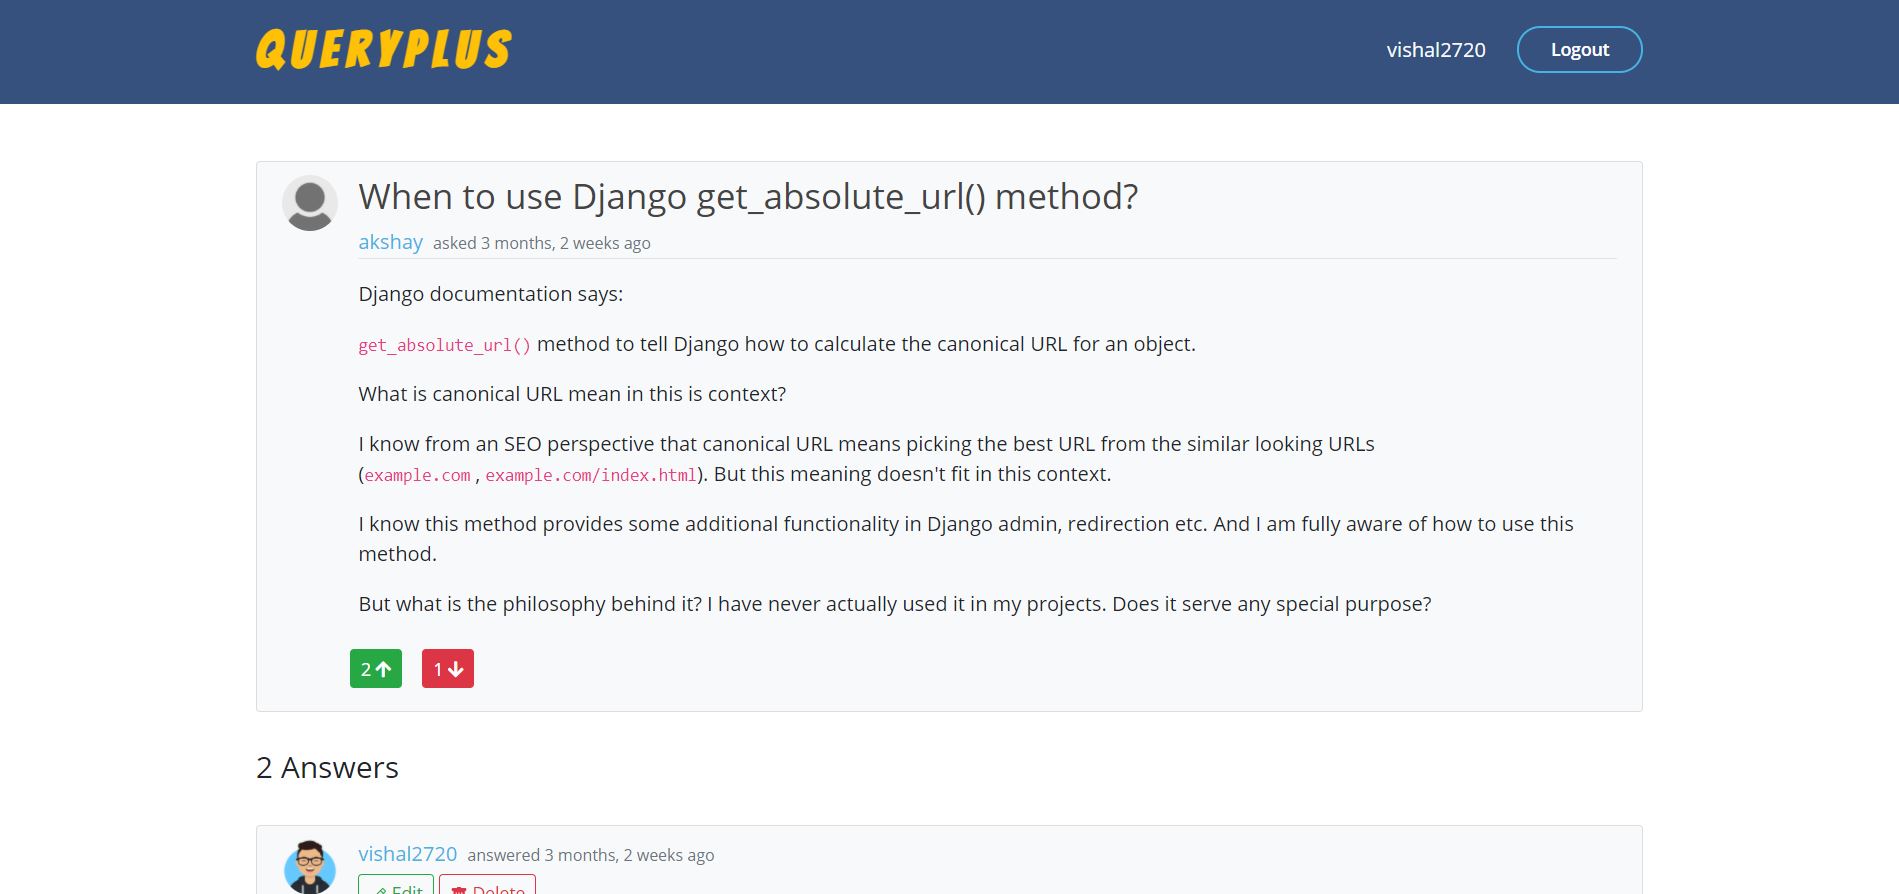 QUERYPLUS
vishal2720
Logout
When to use Django get_absolute_url() method?
akshay asked 3 months, 2 weeks ago
Django documentation says:
get_absolute_url() method to tell Django how to calculate the canonical URL for an object.
What is canonical URL mean in this is context?
I know from an SEO perspective that canonical URL means picking the best URL from the similar looking URLs
(example.com , example.com/index.html). But this meaning doesn't fit in this context.
I know this method provides some additional functionality in Django admin, redirection etc. And I am fully aware of how to use this
method.
But what is the philosophy behind it? I have never actually used it in my projects. Does it serve any special purpose?
2
1
2 Answers
vishal2720 answered 3 months, 2 weeks ago
Edit
Delete